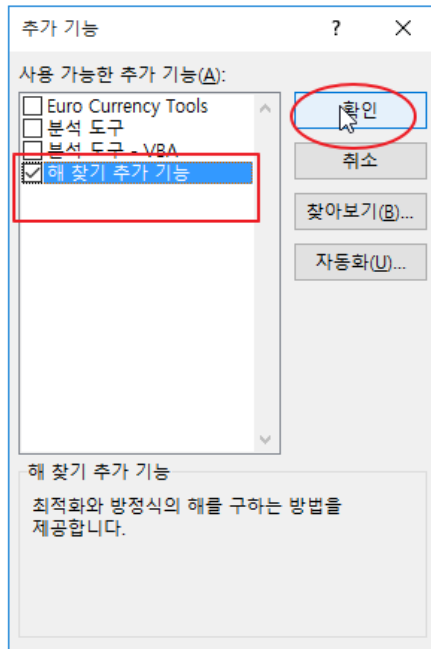 추가 기능
사용 가능한 추가 기능(A):
Euro Currency Tools
분석 도구
분석 도구 - VBA
해 찾기 추가 기능
확인
취소
찾아보기(B)...
자동화(U)...
해 찾기 추가 기능
최적화와 방정식의 해를 구하는 방법을
제공합니다.